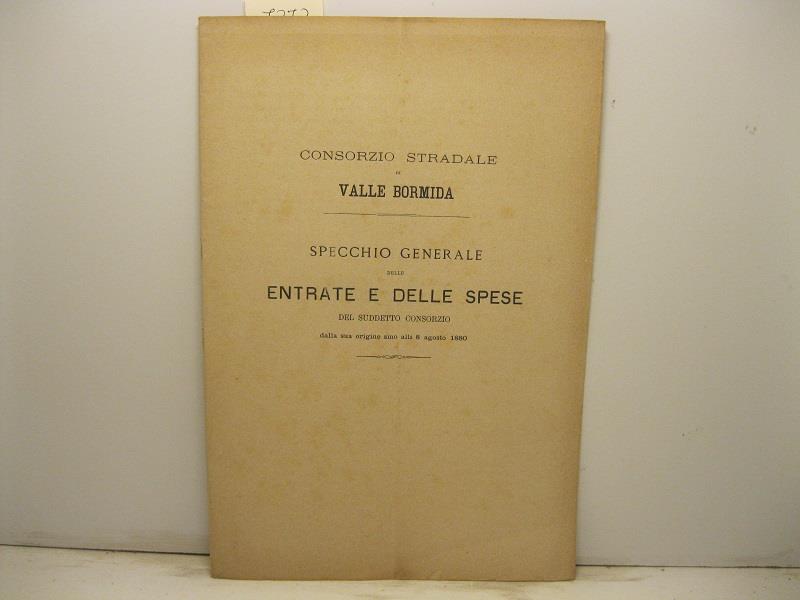 CONSORZIO STRADALE
DI
VALLE BORMIDA
SPECCHIO GENERALE
DELLE
ENTRATE E DELLE SPESE
DEL SUDDETTO CONSORZIO
dalla sua origine sino alli 6 agosto 1880